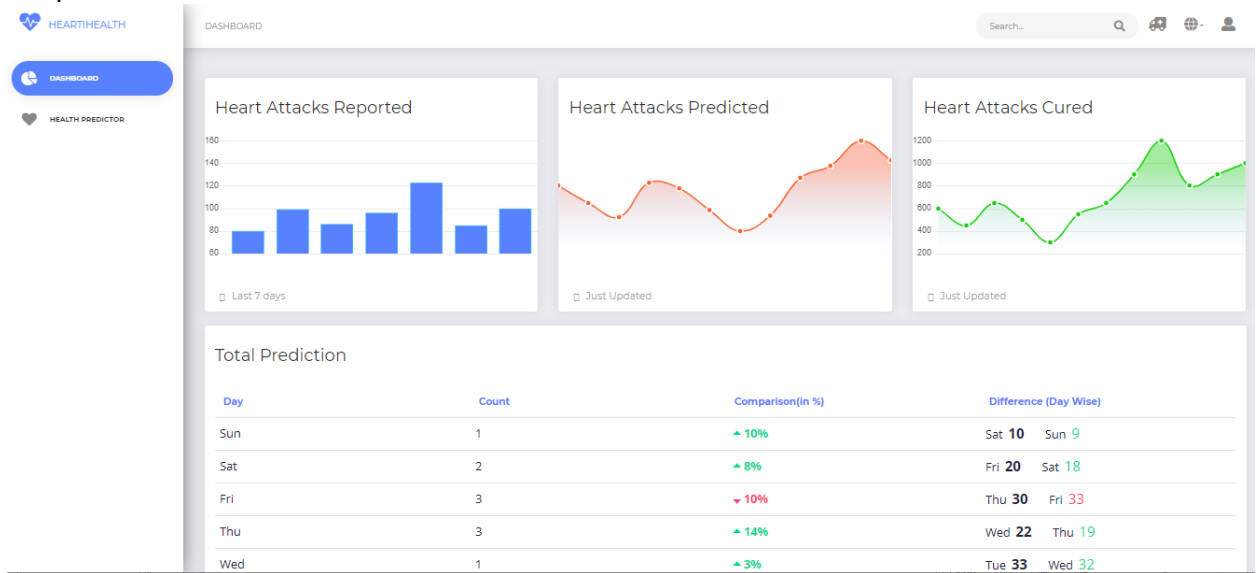 HEARTIHEALTH
DASHBOARD
Search...
DASHBOARD
HEALTH PREDICTOR
Heart Attacks Reported
160
140
120
100
80
60
Last 7 days
Heart Attacks Predicted
Just Updated
Heart Attacks Cured
1200
1000
800
600
400
200
Just Updated
Total Prediction
Day Count Comparison(in %) Difference (Day Wise)
Sun 1 10% Sat 10 Sun 9
Sat 2 8% Fri 20 Sat 18
Fri 3 10% Thu 30 Fri 33
Thu 3 14% Wed 22 Thu 19
Wed 1 3% Tue 33 Wed 32